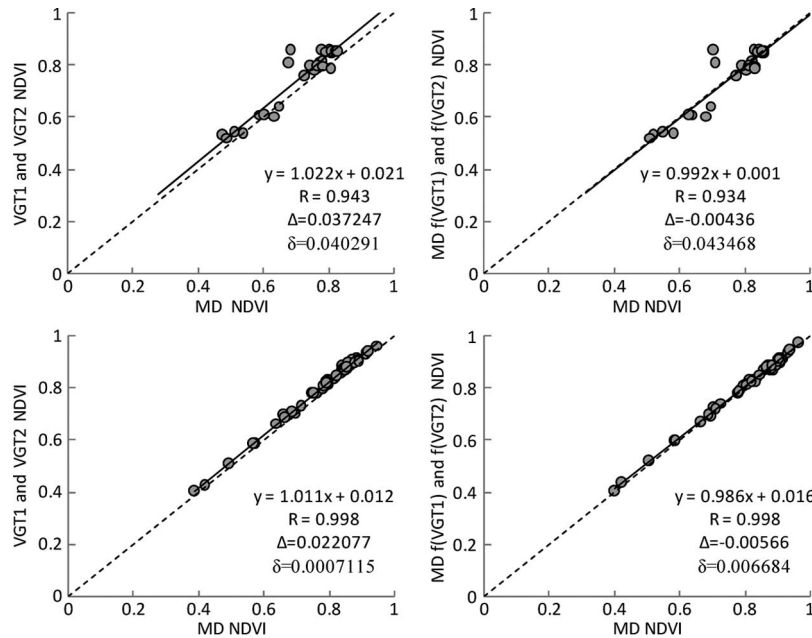 VGT1 and VGT2 NDVI
1
0.8
0.6
0.4
0.2
0
y = 1.022x + 0.021
R = 0.943
Δ=0.037247
δ=0.040291
0 0.2 0.4 0.6 0.8 1
MD NDVI
MD f(VGT1) and f(VGT2) NDVI
1
0.8
0.6
0.4
0.2
0
y = 0.992x + 0.001
R = 0.934
Δ=-0.00436
δ=0.043468
0 0.2 0.4 0.6 0.8 1
MD NDVI
VGT1 and VGT2 NDVI
1
0.8
0.6
0.4
0.2
0
y = 1.011x + 0.012
R = 0.998
Δ=0.022077
δ=0.0007115
0 0.2 0.4 0.6 0.8 1
MD NDVI
MD f(VGT1) and f(VGT2) NDVI
1
0.8
0.6
0.4
0.2
0
y = 0.986x + 0.016
R = 0.998
Δ=-0.00566
δ=0.006684
0 0.2 0.4 0.6 0.8 1
MD NDVI